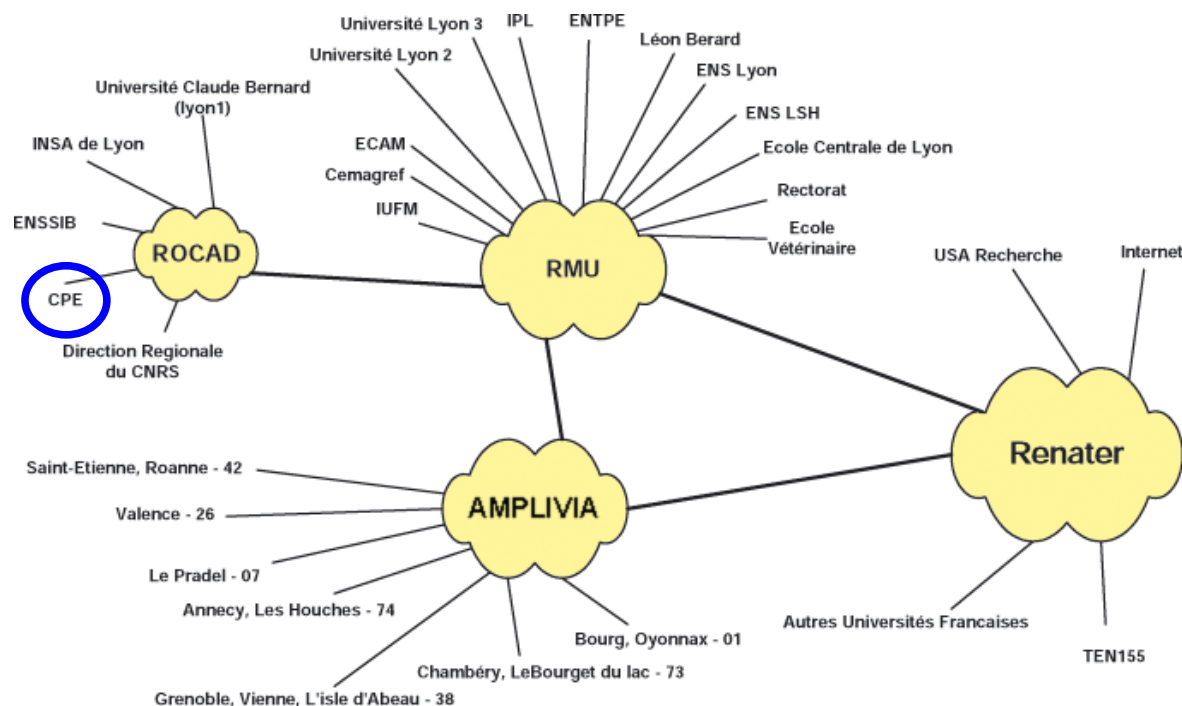 Université Lyon 3
IPL
ENTPE
Université Lyon 2
Léon Berard
Université Claude Bernard
(lyon1)
ENS Lyon
INSA de Lyon
ECAM
ENS LSH
Cemagref
Ecole Centrale de Lyon
IUFM
Rectorat
ENSSIB
Ecole
Vétérinaire
ROCAD
RMU
USA Recherche
Internet
CPE
Direction Regionale
du CNRS
Renater
Saint-Etienne, Roanne - 42
AMPLIVIA
Valence - 26
Le Pradel - 07
Annecy, Les Houches - 74
Bourg, Oyonnax - 01
Autres Universités Francaises
Chambéry, LeBourget du lac - 73
TEN155
Grenoble, Vienne, L'isle d'Abeau - 38